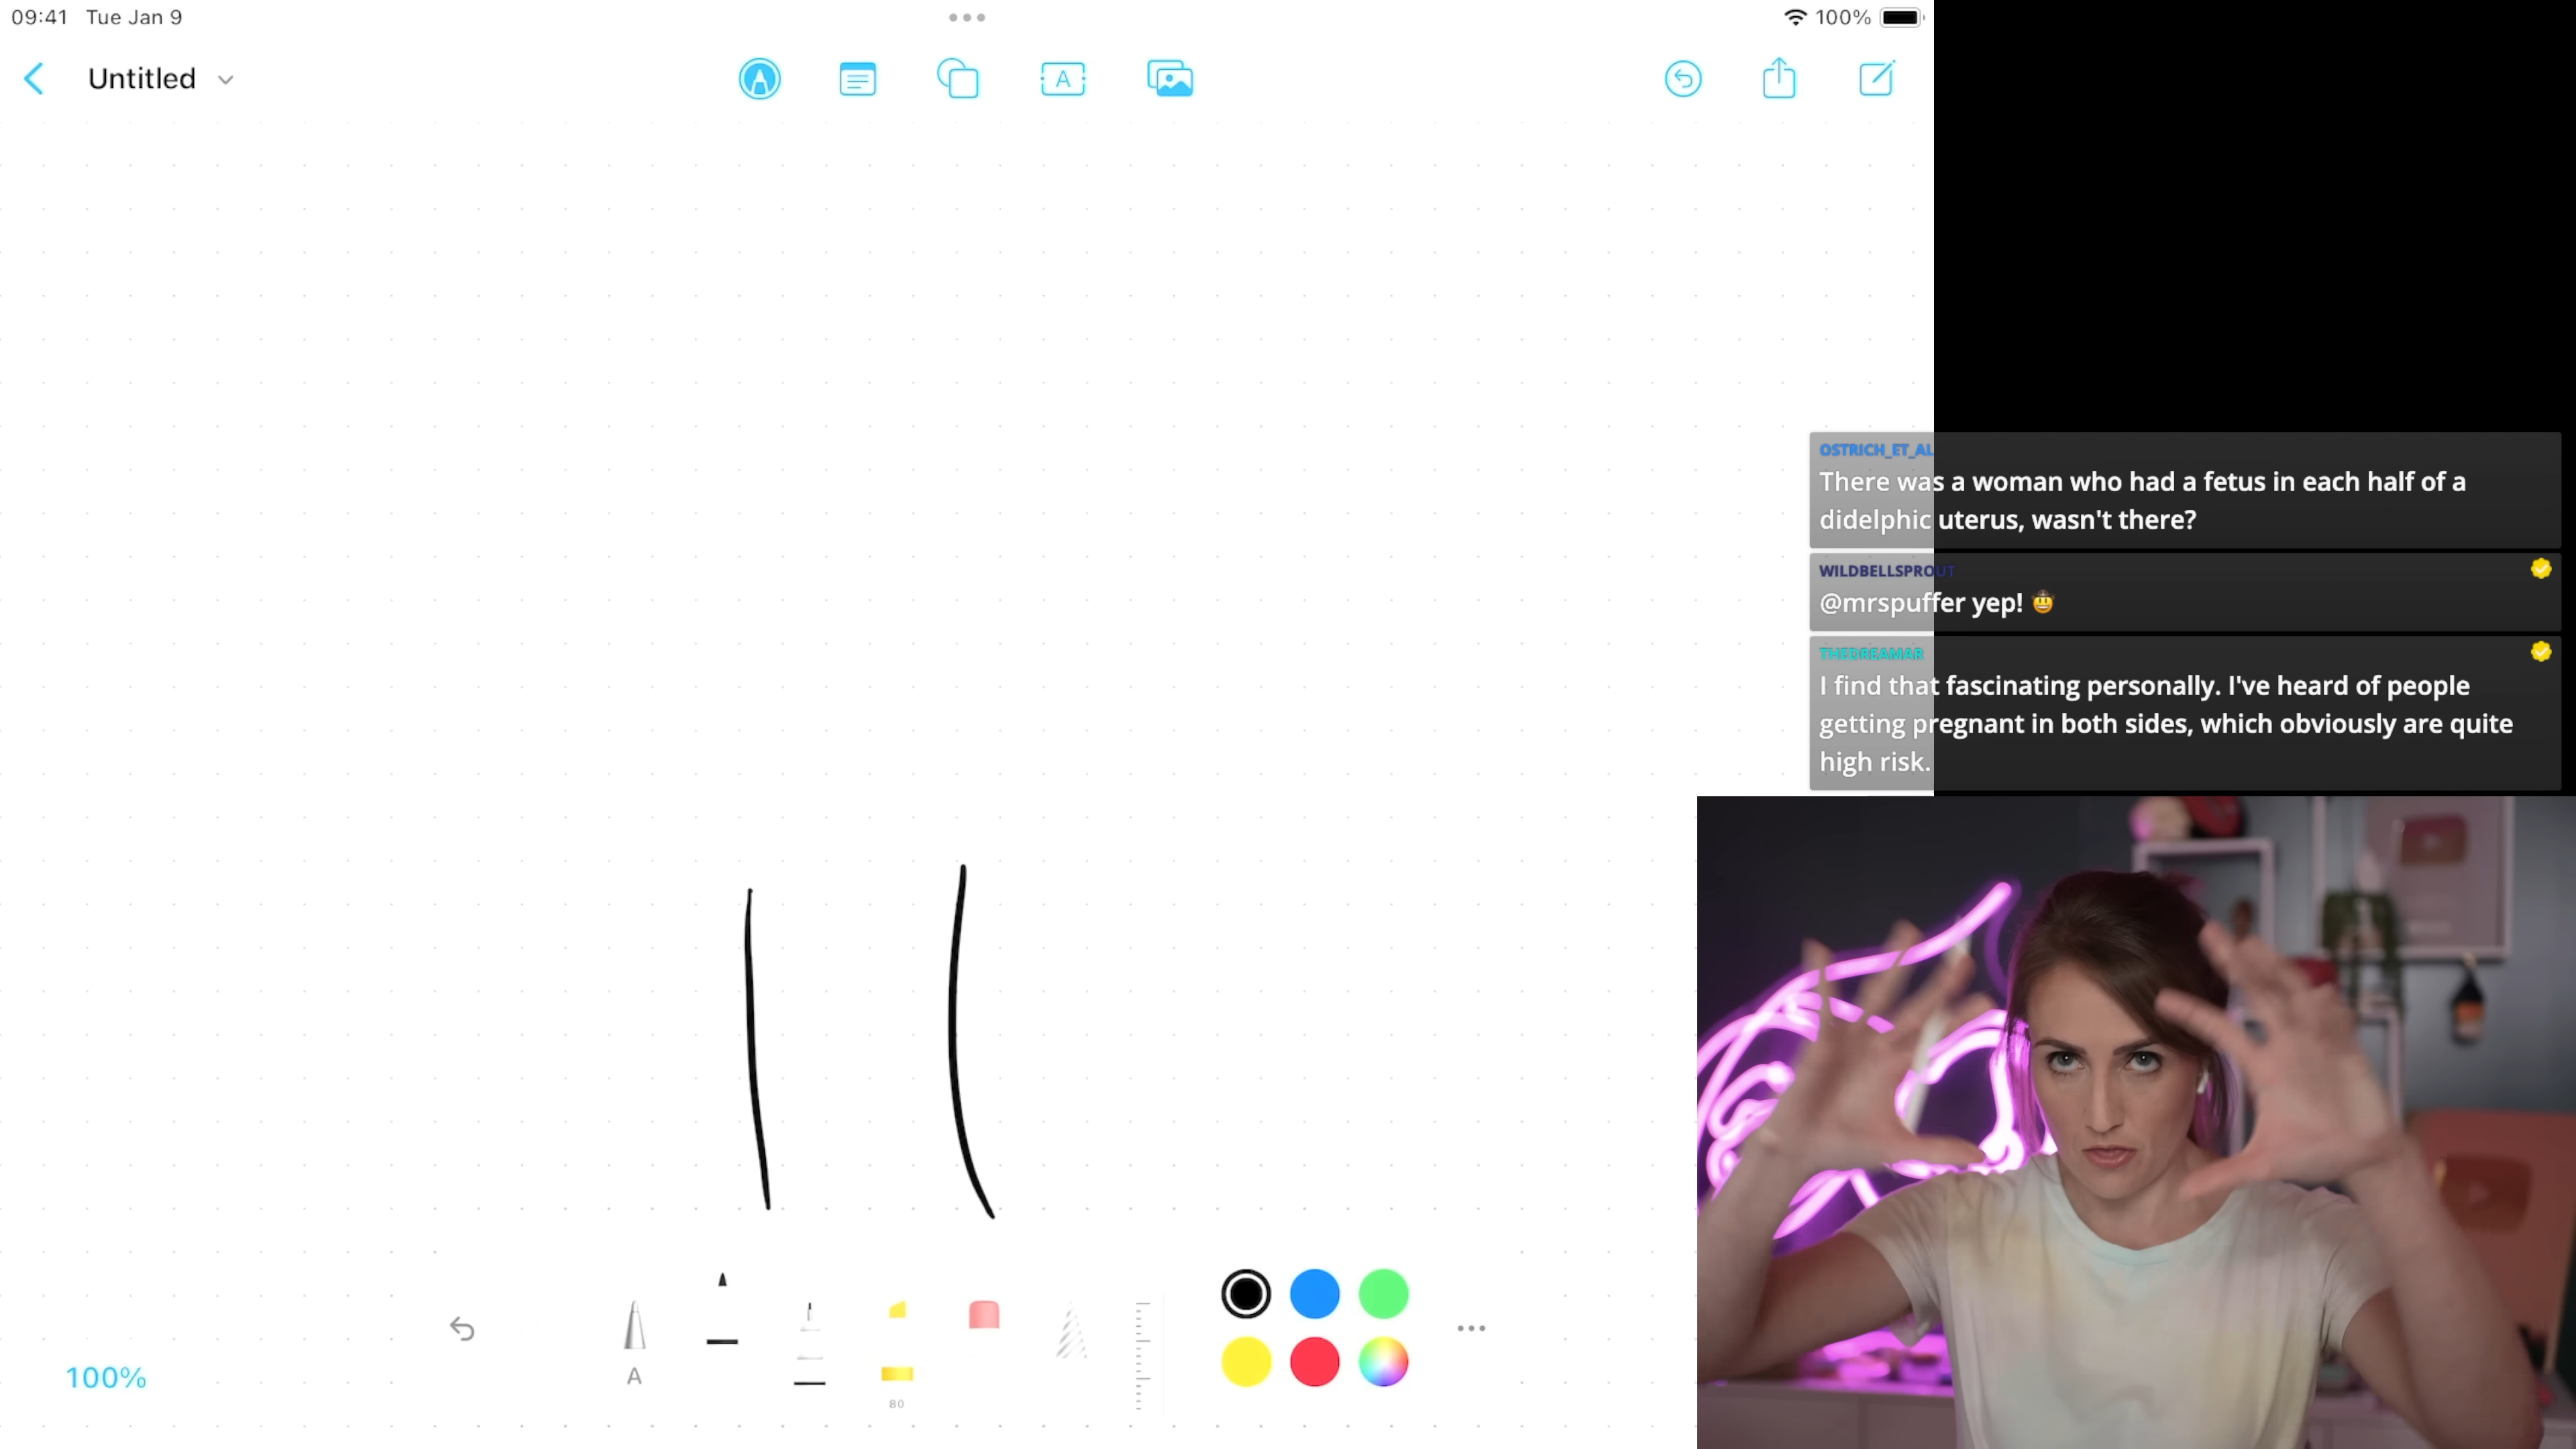 09:41 Tue Jan 9
100%
Untitled
A
OSTRICH_ET_AL
There was a woman who had a fetus in each half of a
didelphic uterus, wasn't there?
WILDBELLSPROUT
@mrspuffer yep! 🤠
THEDREAMAR
I find that fascinating personally. I've heard of people
getting pregnant in both sides, which obviously are quite
high risk.
A
80
100%